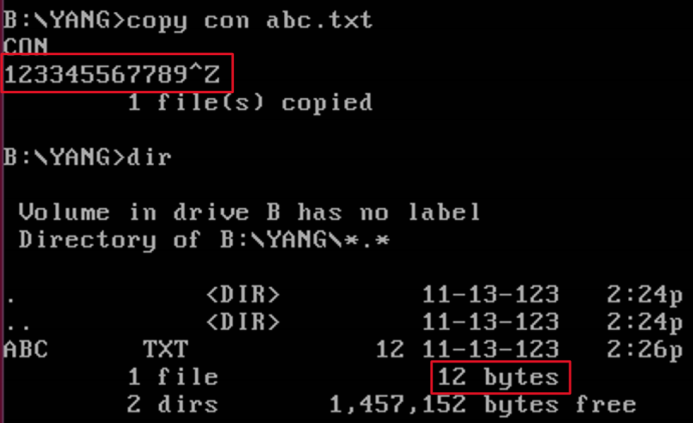 B:\YANG>copy con abc.txt
CON
123345567789^Z
1 file(s) copied
B:\YANG>dir
Volume in drive B has no label
Directory of B:\YANG\*.*
. <DIR> 11-13-123 2:24p
.. <DIR> 11-13-123 2:24p
ABC TXT 12 11-13-123 2:26p
1 file 12 bytes
2 dirs 1,457,152 bytes free